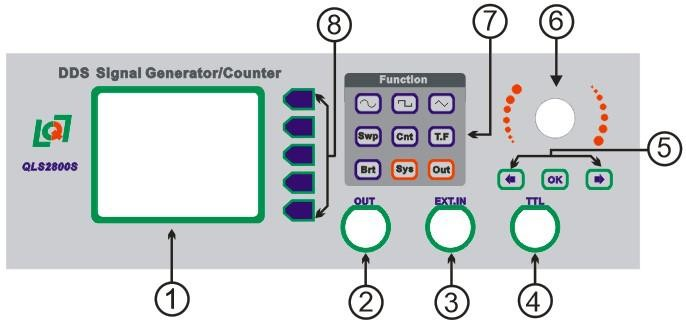 8
7
6
DDS Signal Generator/Counter
Function
LQT
QLS2800S
Swp Cnt T.F
Brt Sys Out
5
OK
OUT EXT.IN TTL
1
2
3
4